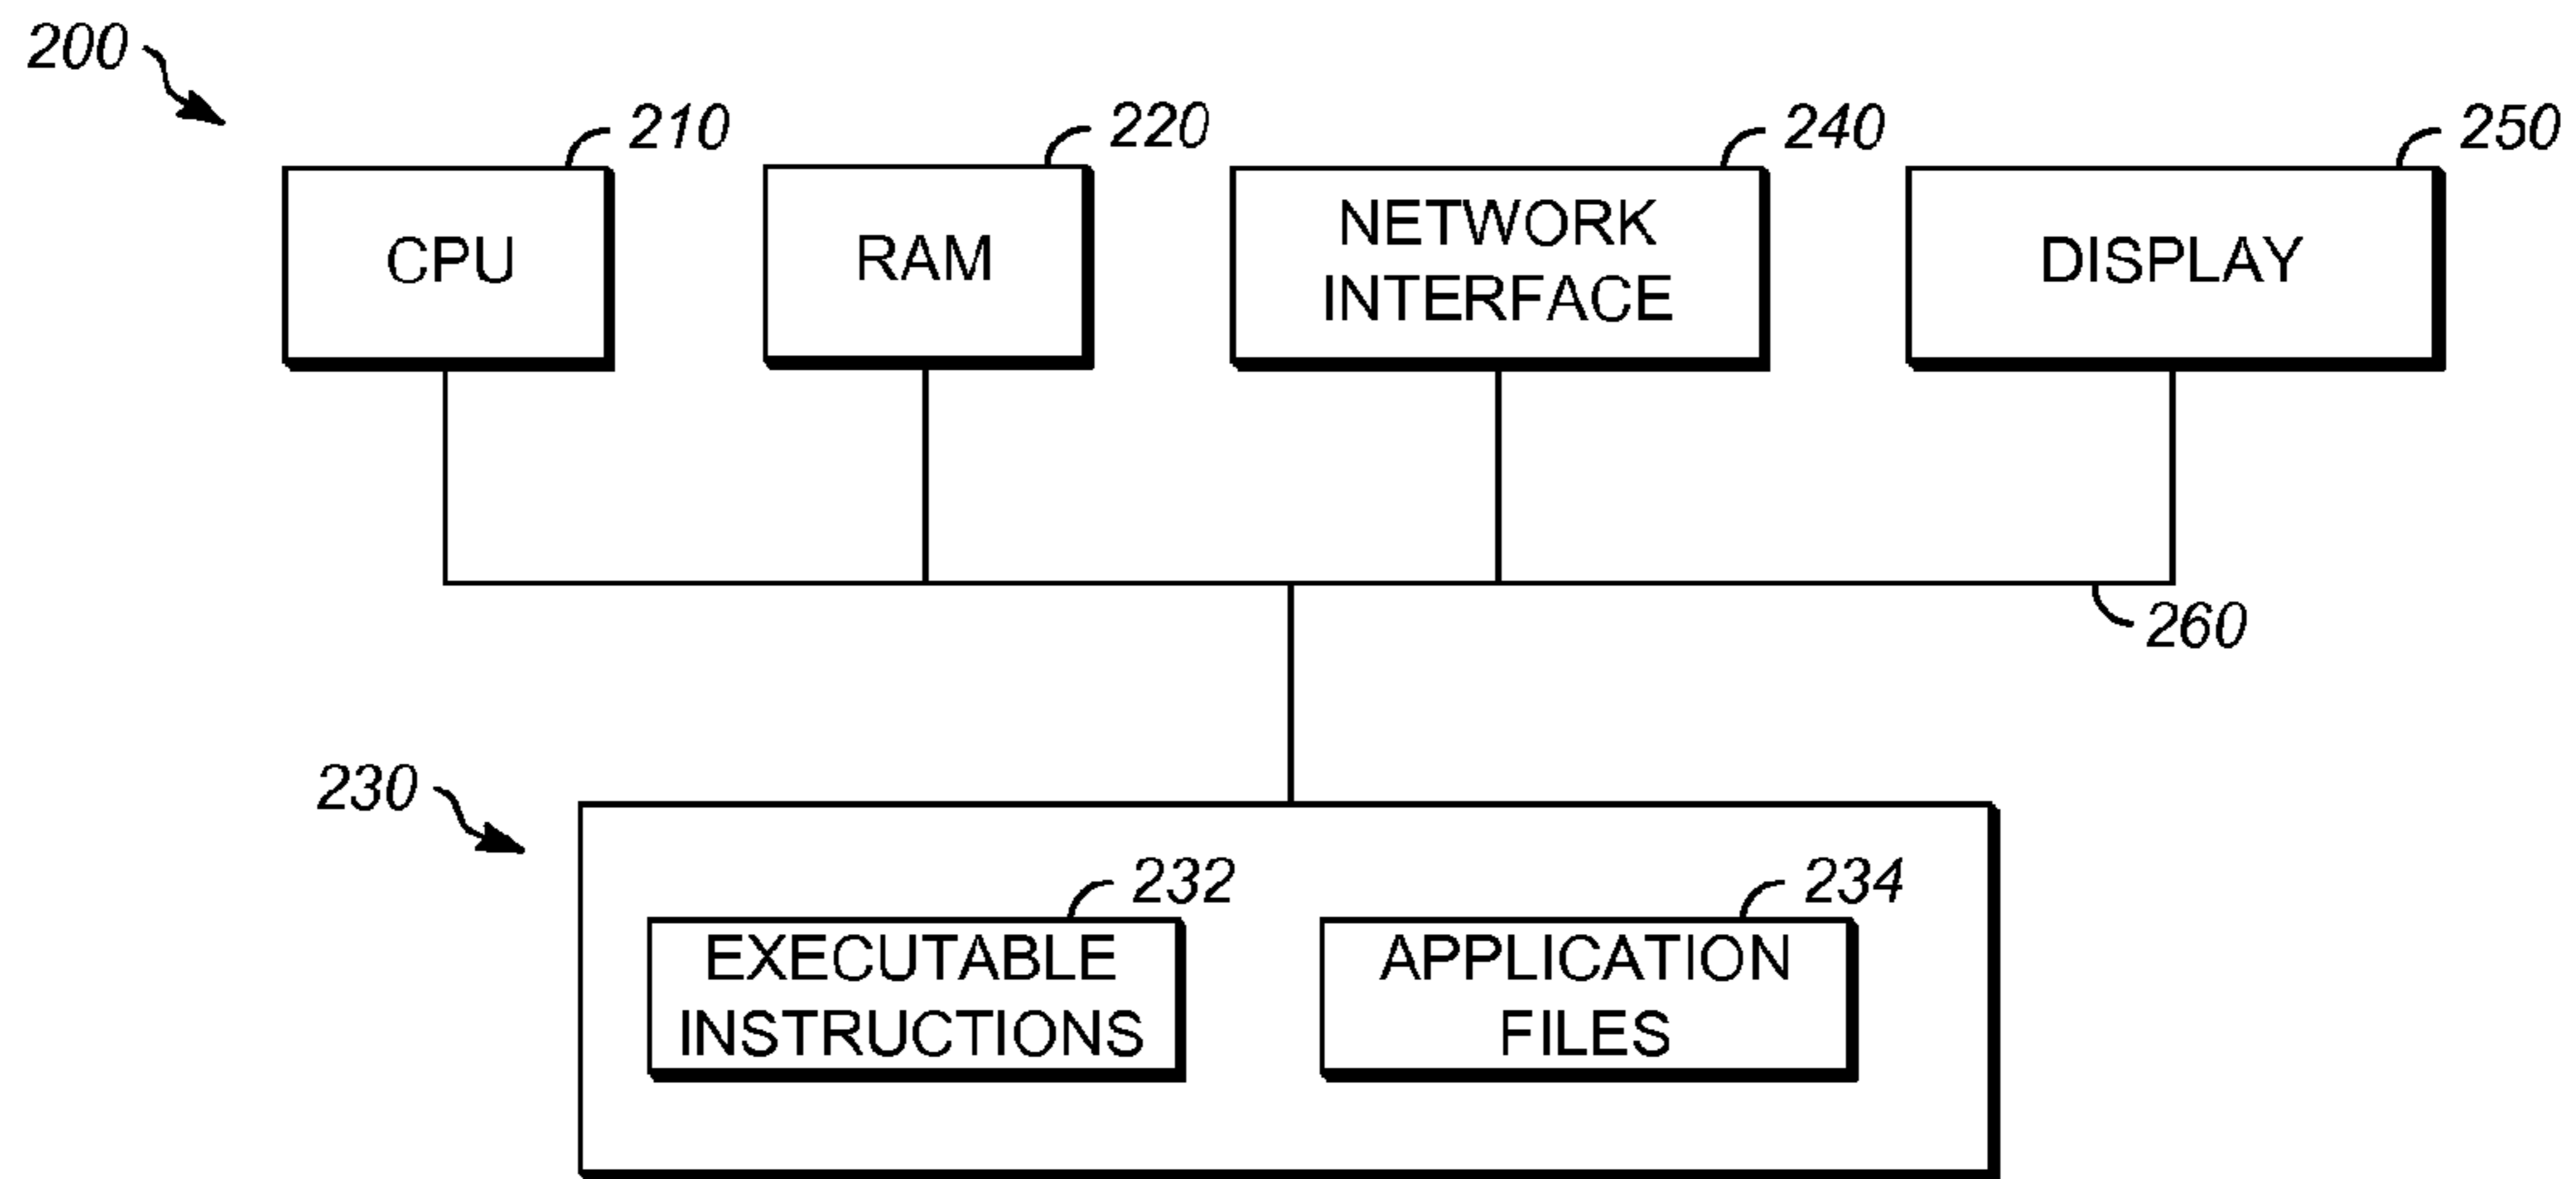 200
210
220
240
250
CPU
RAM
NETWORK
INTERFACE
DISPLAY
260
230
232
234
EXECUTABLE
INSTRUCTIONS
APPLICATION
FILES